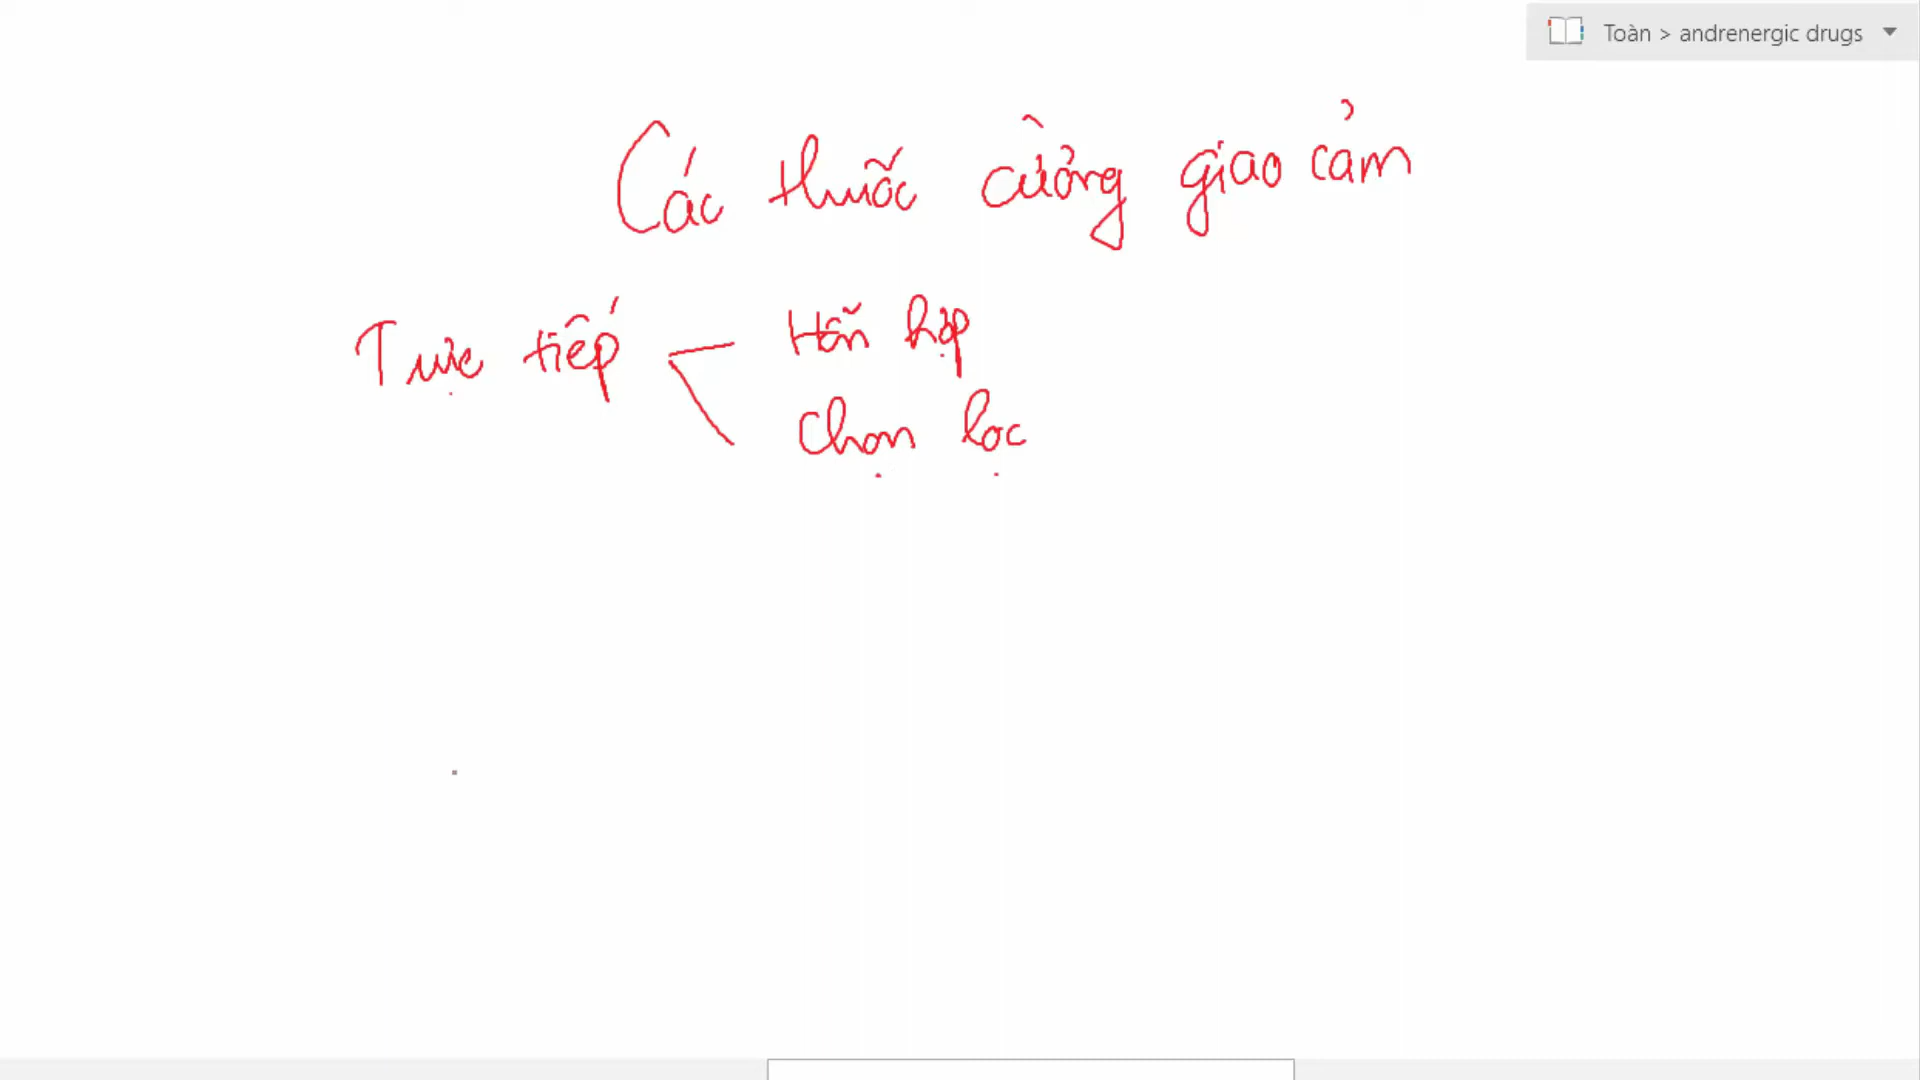 Toàn > andrenergic drugs
Các thuốc cường giao cảm
Trực tiếp
Hỗn hợp
Chọn lọc